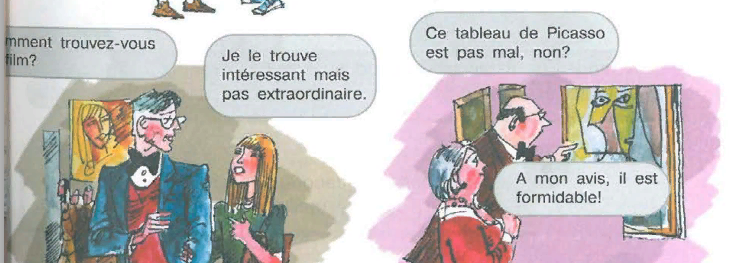 mment trouvez-vous
film?
Je le trouve
intéressant mais
pas extraordinaire.
Ce tableau de Picasso
est pas mal, non?
A mon avis, il est
formidable!